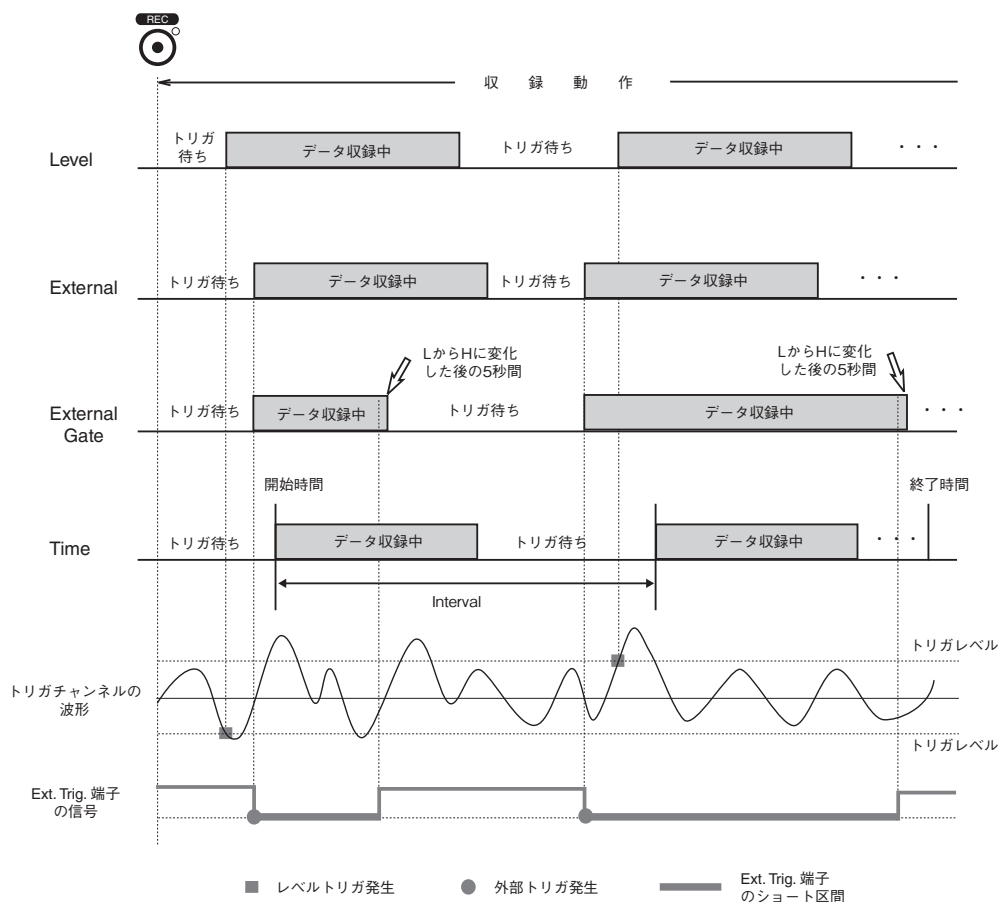 REC
収録動作
Level
トリガ
待ち
データ収録中
トリガ待ち
データ収録中
・・・
External
トリガ待ち
データ収録中
トリガ待ち
データ収録中
・・・
LからHに変化
した後の5秒間
LからHに変化
した後の5秒間
External
Gate
トリガ待ち
データ収録中
トリガ待ち
データ収録中
・・・
開始時間
終了時間
Time
トリガ待ち
データ収録中
トリガ待ち
データ収録中
・・・
Interval
トリガレベル
トリガチャンネルの
波形
トリガレベル
Ext. Trig. 端子
の信号
レベルトリガ発生
外部トリガ発生
Ext. Trig. 端子
のショート区間